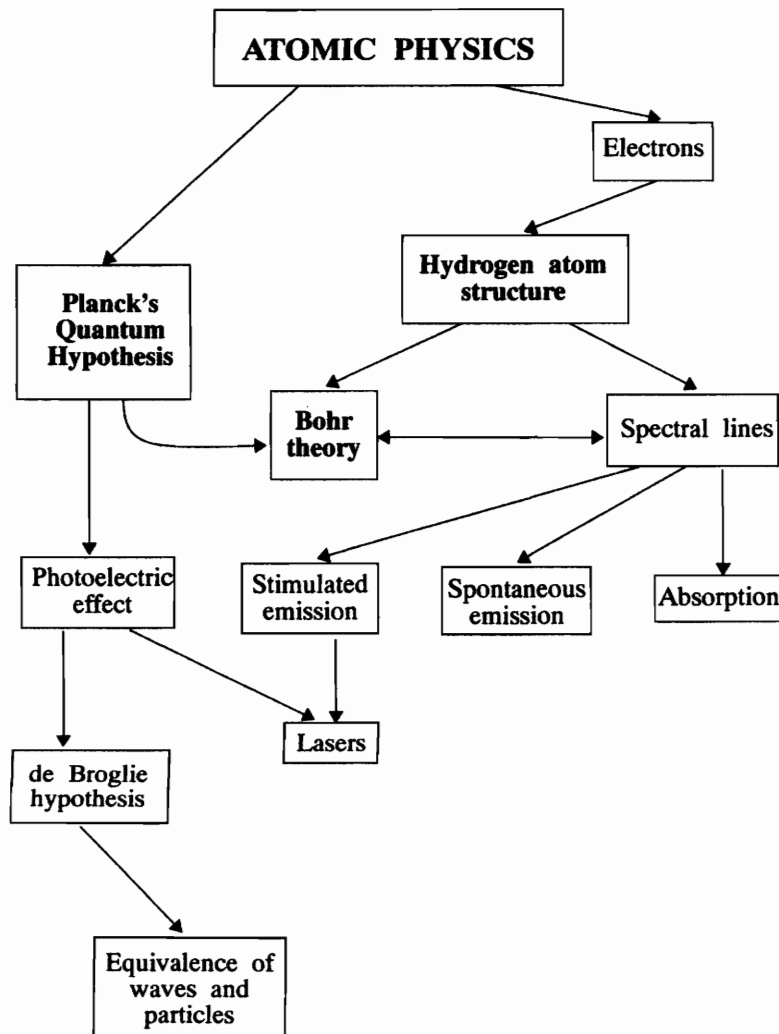 ATOMIC PHYSICS
Electrons
Hydrogen atom
structure
Planck's
Quantum
Hypothesis
Bohr
theory
Spectral lines
Photoelectric
effect
Stimulated
emission
Spontaneous
emission
Absorption
Lasers
de Broglie
hypothesis
Equivalence of
waves and
particles